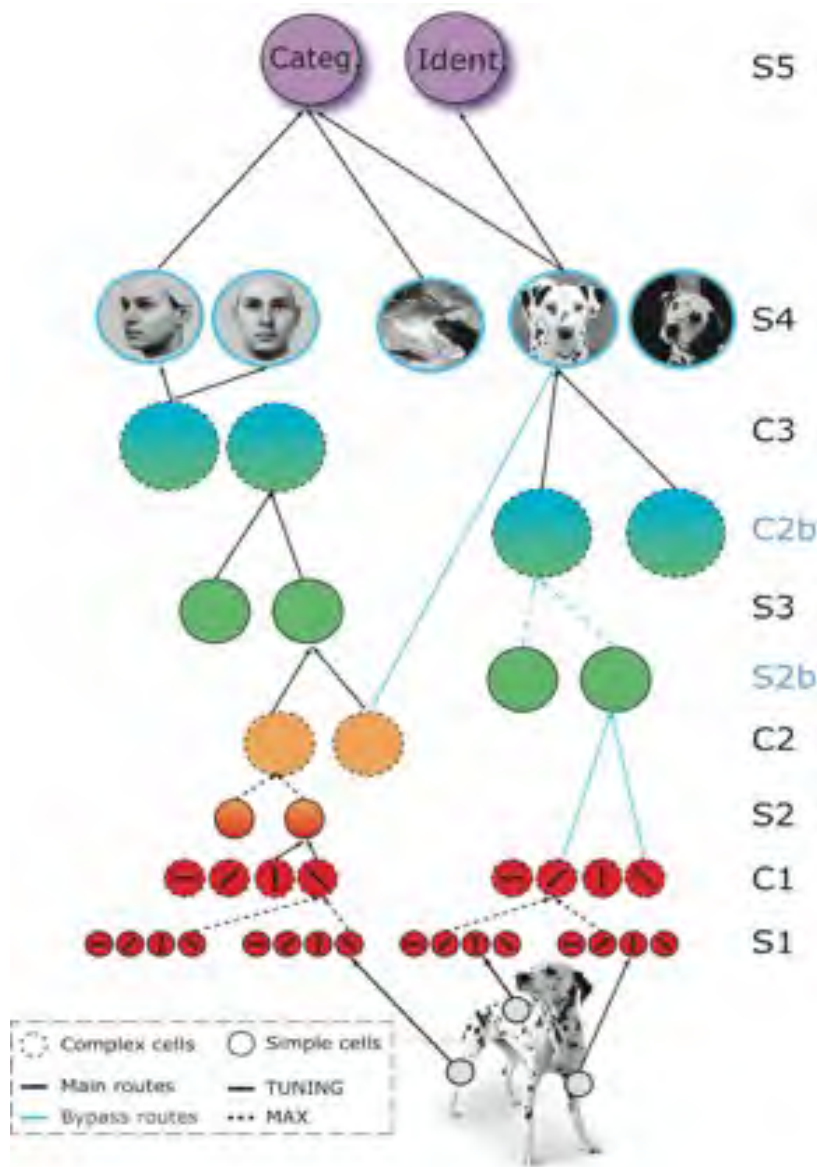 Categ. Ident. S5
S4
C3
C2b
S3
S2b
C2
S2
C1
S1
Complex cells Simple cells
Main routes TUNING
Bypass routes MAX